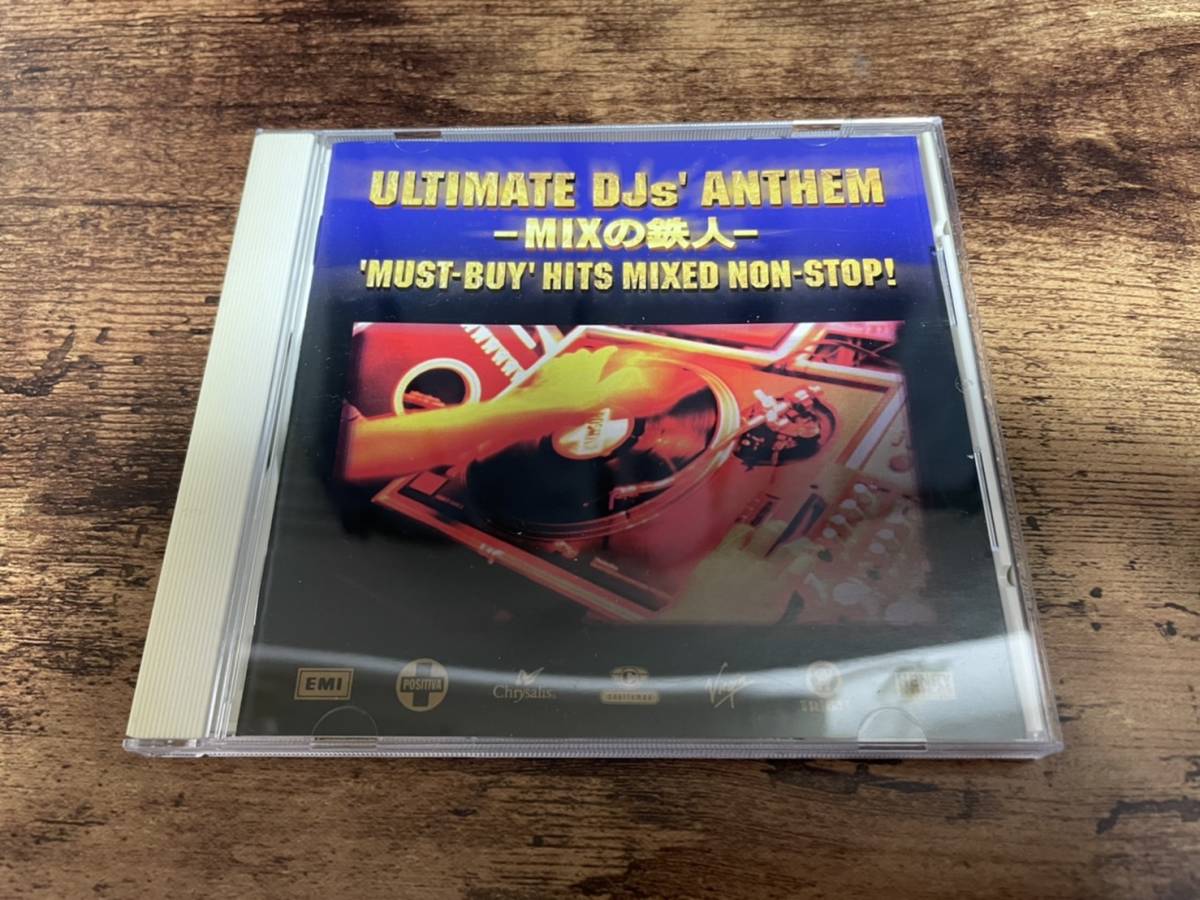 ULTIMATE DJs' ANTHEM
-MIXの鉄人-
'MUST-BUY' HITS MIXED NON-STOP!
EMI
POSITIVA
Chrysalis
Cooltempo
Virgin